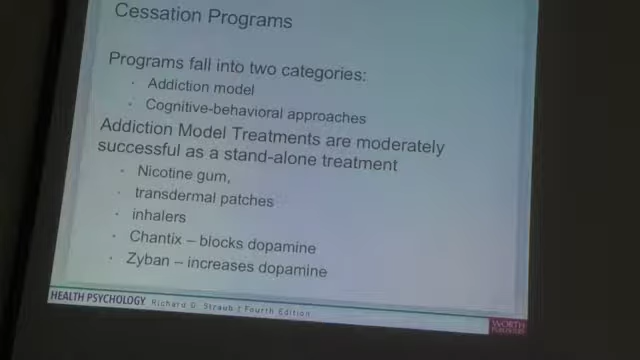 Cessation Programs
Programs fall into two categories:
· Addiction model
· Cognitive-behavioral approaches
Addiction Model Treatments are moderately
successful as a stand-alone treatment
· Nicotine gum,
· transdermal patches
· inhalers
· Chantix – blocks dopamine
· Zyban – increases dopamine
HEALTH PSYCHOLOGY Richard O. Straub | Fourth Edition
WORTH